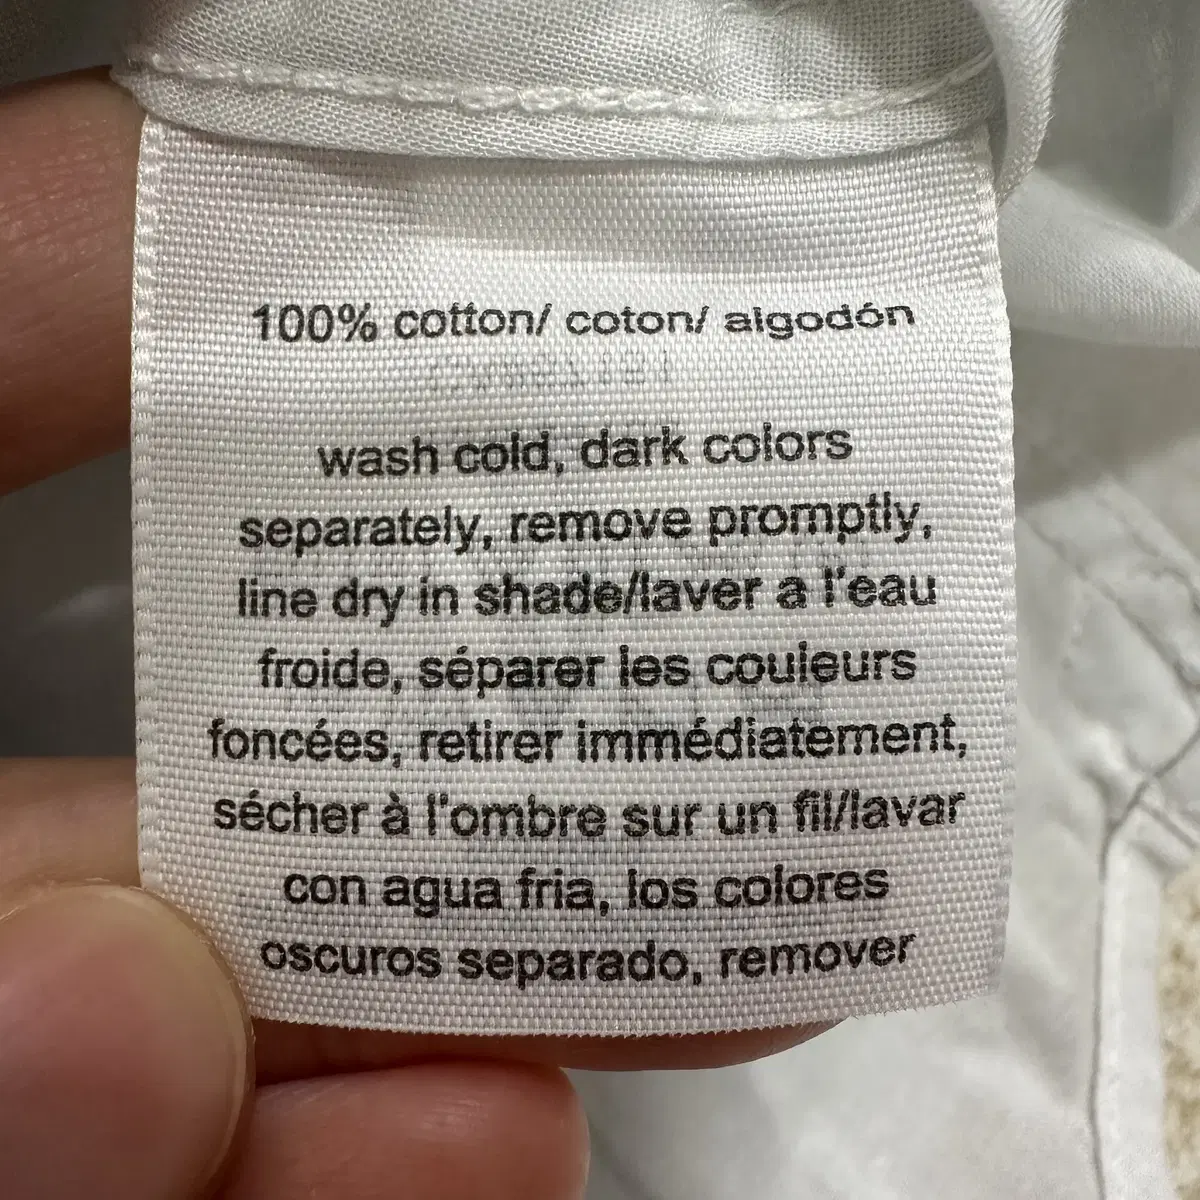 100% cotton/ coton/ algodón
wash cold, dark colors
separately, remove promptly,
line dry in shade/laver a l'eau
froide, séparer les couleurs
foncées, retirer immédiatement,
sécher à l'ombre sur un fil/lavar
con agua fria, los colores
oscuros separado, remover